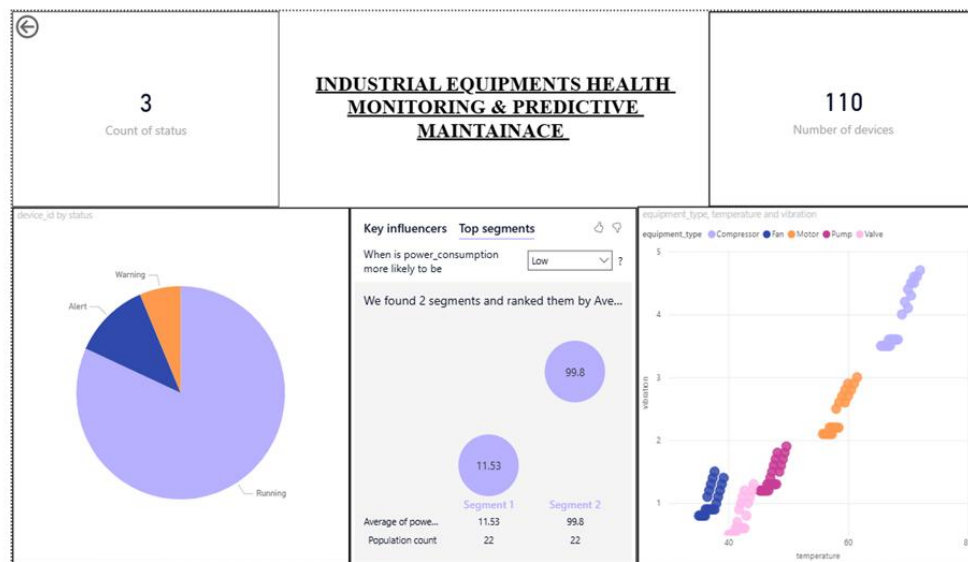 3
Count of status
INDUSTRIAL EQUIPMENTS HEALTH
MONITORING & PREDICTIVE
MAINTAINACE
110
Number of devices
device_id by status
Warning
Alert
Running
Key influencers Top segments
When is power_consumption
more likely to be
Low
?
We found 2 segments and ranked them by Ave...
99.8
11.53
Segment 1 Segment 2
Average of powe... 11.53 99.8
Population count 22 22
equipment_type, temperature and vibration
equipment_type Compressor Fan Motor Pump Valve
5
4
3
2
1
vibration
40 60
temperature